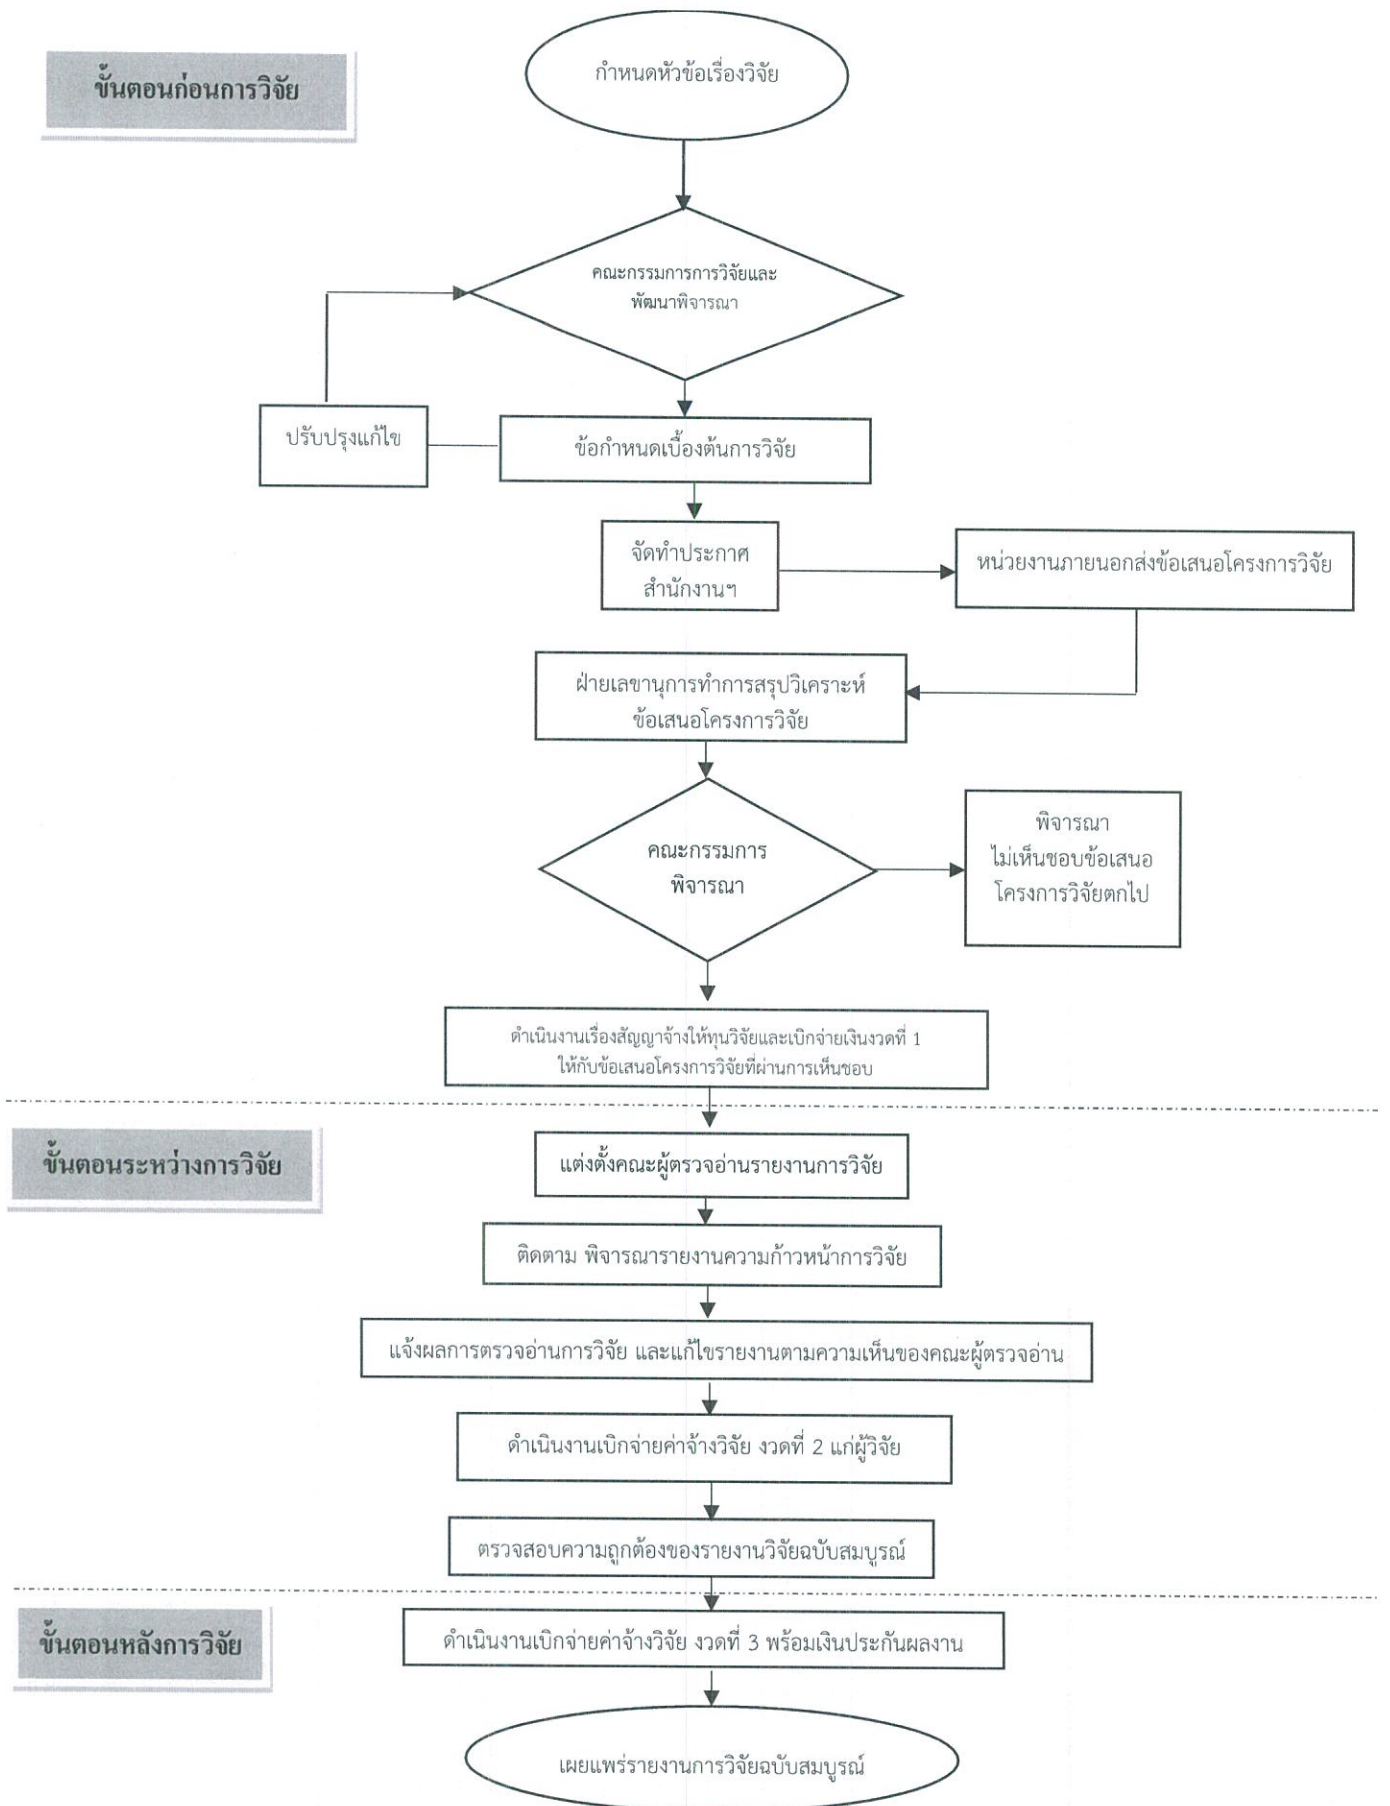 ขั้นตอนก่อนการวิจัย
กำหนดหัวข้อเรื่องวิจัย
คณะกรรมการการวิจัยและ
พัฒนาพิจารณา
ปรับปรุงแก้ไข
ข้อกำหนดเบื้องต้นการวิจัย
จัดทำประกาศ
สำนักงานฯ
หน่วยงานภายนอกส่งข้อเสนอโครงการวิจัย
ฝ่ายเลขานุการทำการสรุปวิเคราะห์
ข้อเสนอโครงการวิจัย
คณะกรรมการ
พิจารณา
พิจารณา
ไม่เห็นชอบข้อเสนอ
โครงการวิจัยตกไป
ดำเนินงานเรื่องสัญญาจ้างให้ทุนวิจัยและเบิกจ่ายเงินงวดที่ 1
ให้กับข้อเสนอโครงการวิจัยที่ผ่านการเห็นชอบ
ขั้นตอนระหว่างการวิจัย
แต่งตั้งคณะผู้ตรวจอ่านรายงานการวิจัย
ติดตาม พิจารณารายงานความก้าวหน้าการวิจัย
แจ้งผลการตรวจอ่านการวิจัย และแก้ไขรายงานตามความเห็นของคณะผู้ตรวจอ่าน
ดำเนินงานเบิกจ่ายค่าจ้างวิจัย งวดที่ 2 แก่ผู้วิจัย
ตรวจสอบความถูกต้องของรายงานวิจัยฉบับสมบูรณ์
ขั้นตอนหลังการวิจัย
ดำเนินงานเบิกจ่ายค่าจ้างวิจัย งวดที่ 3 พร้อมเงินประกันผลงาน
เผยแพร่รายงานการวิจัยฉบับสมบูรณ์